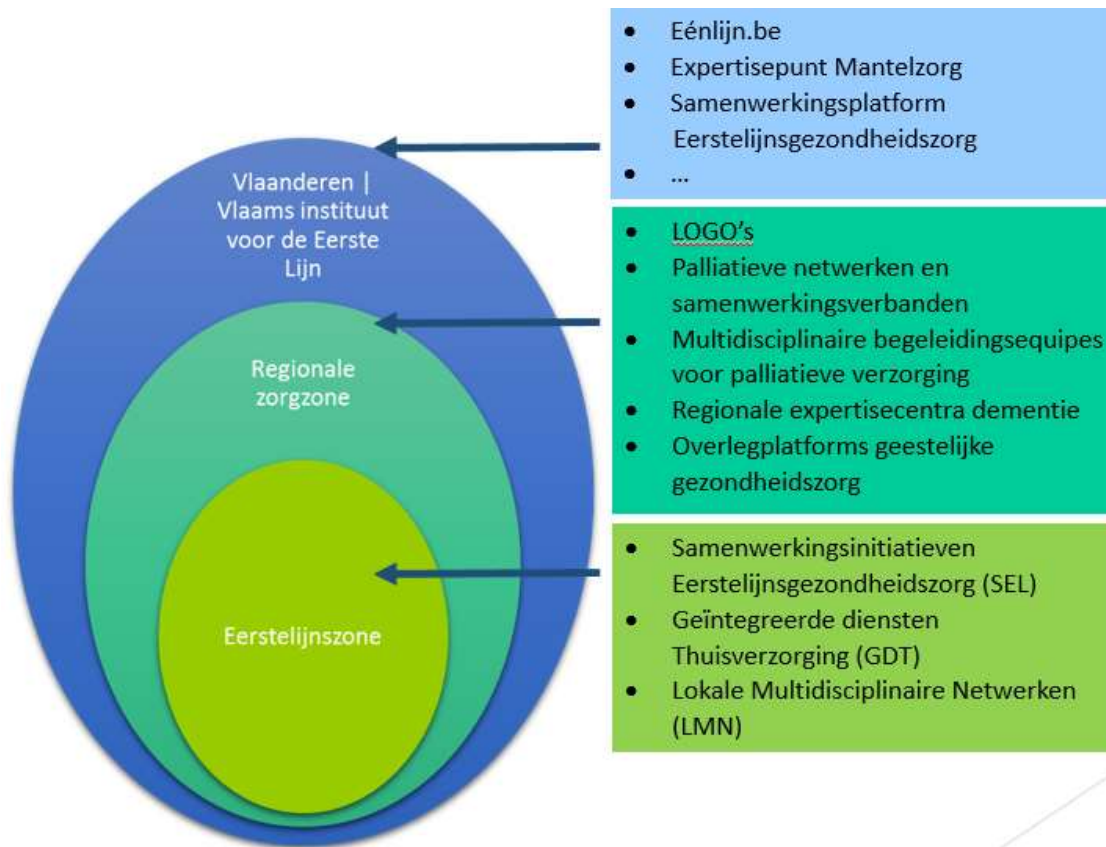 Vlaanderen |
Vlaams instituut
voor de Eerste
Lijn
Regionale
zorgzone
Eerstelijnszone
• Eénlijn.be
• Expertisepunt Mantelzorg
• Samenwerkingsplatform
Eerstelijnsgezondheidszorg
• ...
• LOGO's
• Palliatieve netwerken en
samenwerkingsverbanden
• Multidisciplinaire begeleidingsequipes
voor palliatieve verzorging
• Regionale expertisecentra dementie
• Overlegplatforms geestelijke
gezondheidszorg
• Samenwerkingsinitiatieven
Eerstelijnsgezondheidszorg (SEL)
• Geïntegreerde diensten
Thuisverzorging (GDT)
• Lokale Multidisciplinaire Netwerken
(LMN)